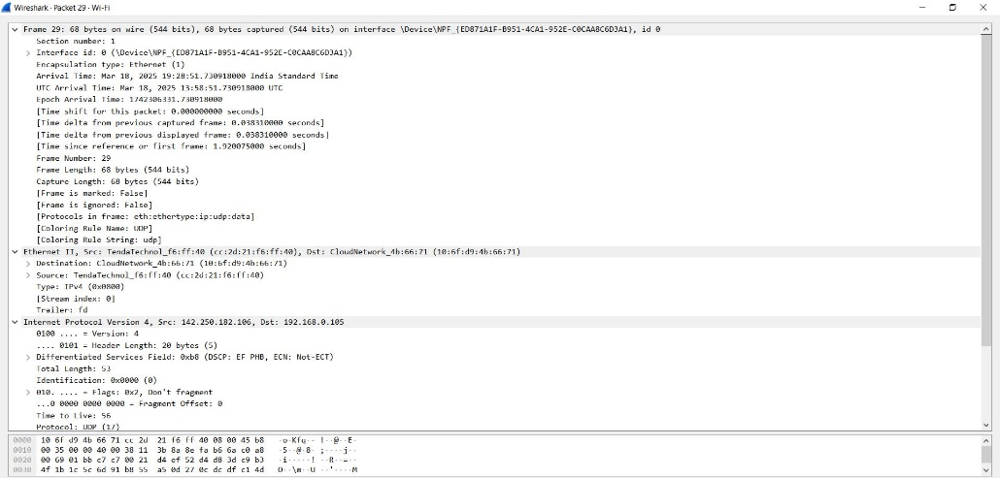 Wireshark · Packet 29 · Wi-Fi
Frame 29: 68 bytes on wire (544 bits), 68 bytes captured (544 bits) on interface \Device\NPF_{ED871A1F-B951-4CA1-952E-C0CAA8C6D3A1}, id 0
Section number: 1
Interface id: 0 (\Device\NPF_{ED871A1F-B951-4CA1-952E-C0CAA8C6D3A1})
Encapsulation type: Ethernet (1)
Arrival Time: Mar 18, 2025 19:28:51.730918000 India Standard Time
UTC Arrival Time: Mar 18, 2025 13:58:51.730918000 UTC
Epoch Arrival Time: 1742306331.730918000
[Time shift for this packet: 0.000000000 seconds]
[Time delta from previous captured frame: 0.038310000 seconds]
[Time delta from previous displayed frame: 0.038310000 seconds]
[Time since reference or first frame: 1.920075000 seconds]
Frame Number: 29
Frame Length: 68 bytes (544 bits)
Capture Length: 68 bytes (544 bits)
[Frame is marked: False]
[Frame is ignored: False]
[Protocols in frame: eth:ethertype:ip:udp:data]
[Coloring Rule Name: UDP]
[Coloring Rule String: udp]
Ethernet II, Src: TendaTechnol_f6:ff:40 (cc:2d:21:f6:ff:40), Dst: CloudNetwork_4b:66:71 (10:6f:d9:4b:66:71)
Destination: CloudNetwork_4b:66:71 (10:6f:d9:4b:66:71)
Source: TendaTechnol_f6:ff:40 (cc:2d:21:f6:ff:40)
Type: IPv4 (0x0800)
[Stream index: 0]
Trailer: fd
Internet Protocol Version 4, Src: 142.250.182.106, Dst: 192.168.0.105
0100 .... = Version: 4
.... 0101 = Header Length: 20 bytes (5)
Differentiated Services Field: 0xb8 (DSCP: EF PHB, ECN: Not-ECT)
Total Length: 53
Identification: 0x0000 (0)
010. .... = Flags: 0x2, Don't fragment
...0 0000 0000 0000 = Fragment Offset: 0
Time to Live: 56
Protocol: UDP (17)
0000 10 6f d9 4b 66 71 cc 2d 21 f6 ff 40 08 00 45 b8 ·o·Kfq·- !··@··E·
0010 00 35 00 00 40 00 38 11 3b 8a 8e fa b6 6a c0 a8 ·5··@·8· ;····j··
0020 00 69 01 bb c7 c7 00 21 d4 ef 52 d4 d8 3d c9 b3 ·i·····! ··R··=··
0030 4f 1b 1c 5c 6d 91 b8 55 a5 0d 27 0c dc df c1 4d O··\m··U ··'····M